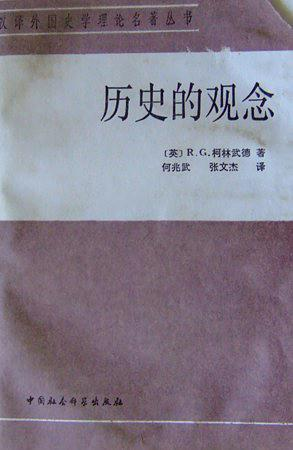 汉译外国史学理论名著丛书
历史的观念
〔英〕R.G.柯林武德 著
何兆武 张文杰 译
中国社会科学出版社